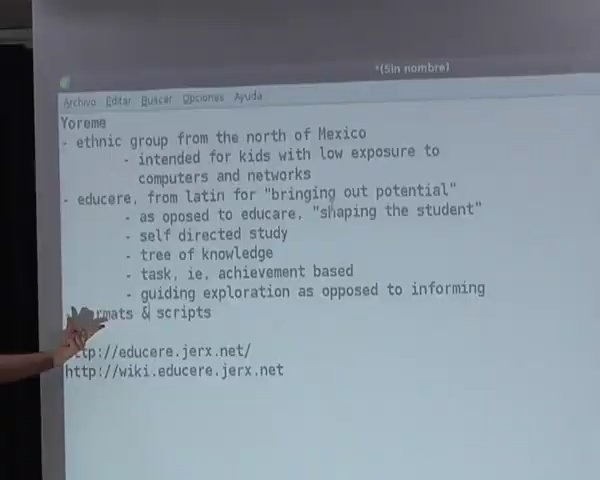 *(Sin nombre)
Archivo Editar Buscar Opciones Ayuda
Yoreme
- ethnic group from the north of Mexico
- intended for kids with low exposure to
computers and networks
- educere, from latin for "bringing out potential"
- as oposed to educare, "shaping the student"
- self directed study
- tree of knowledge
- task, ie, achievement based
- guiding exploration as opposed to informing
& scripts
http://educere.jerx.net/
http://wiki.educere.jerx.net